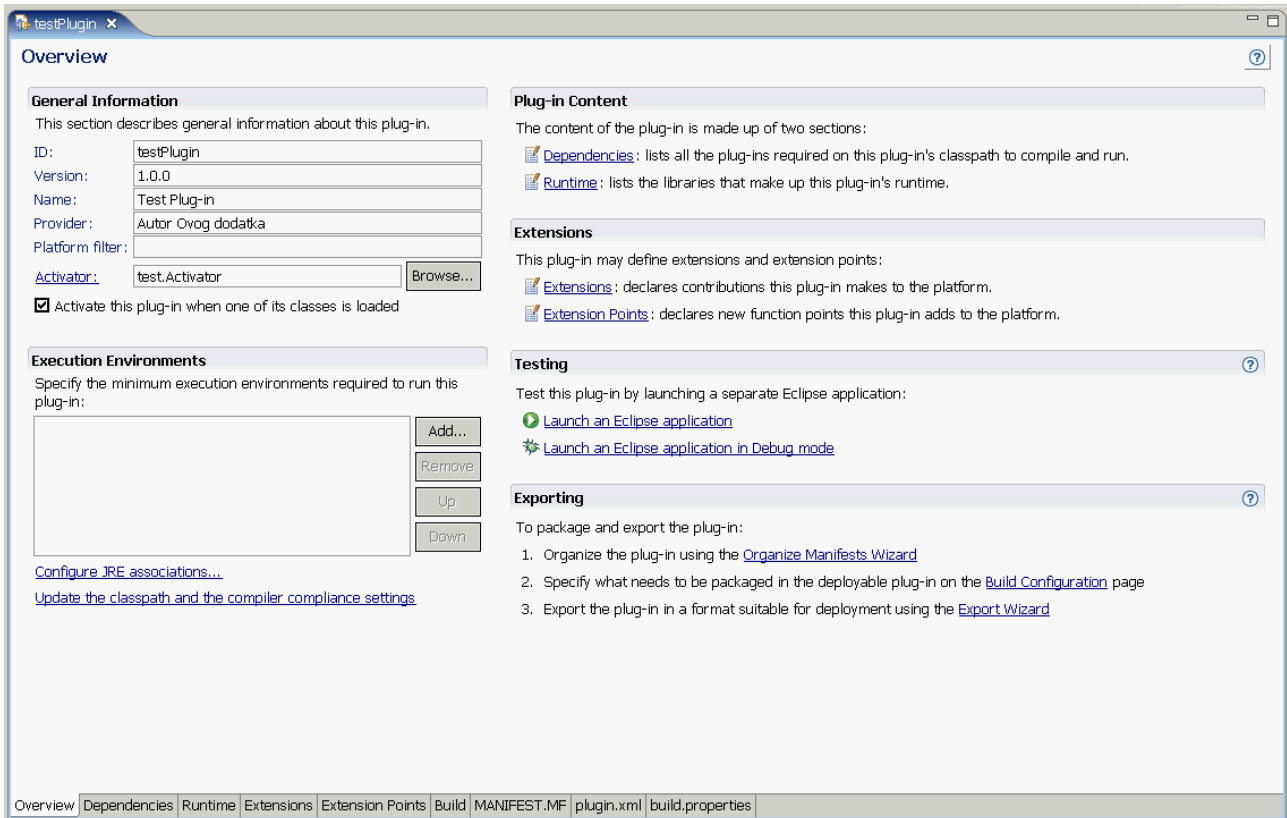 testPlugin
Overview
General Information
This section describes general information about this plug-in.
ID: testPlugin
Version: 1.0.0
Name: Test Plug-in
Provider: Autor Ovog dodatka
Platform filter:
Activator: test.Activator Browse...
Activate this plug-in when one of its classes is loaded
Execution Environments
Specify the minimum execution environments required to run this
plug-in:
Add...
Remove
Up
Down
Configure JRE associations...
Update the classpath and the compiler compliance settings
Plug-in Content
The content of the plug-in is made up of two sections:
Dependencies: lists all the plug-ins required on this plug-in's classpath to compile and run.
Runtime: lists the libraries that make up this plug-in's runtime.
Extensions
This plug-in may define extensions and extension points:
Extensions: declares contributions this plug-in makes to the platform.
Extension Points: declares new function points this plug-in adds to the platform.
Testing
Test this plug-in by launching a separate Eclipse application:
Launch an Eclipse application
Launch an Eclipse application in Debug mode
Exporting
To package and export the plug-in:
1. Organize the plug-in using the Organize Manifests Wizard
2. Specify what needs to be packaged in the deployable plug-in on the Build Configuration page
3. Export the plug-in in a format suitable for deployment using the Export Wizard
Overview Dependencies Runtime Extensions Extension Points Build MANIFEST.MF plugin.xml build.properties